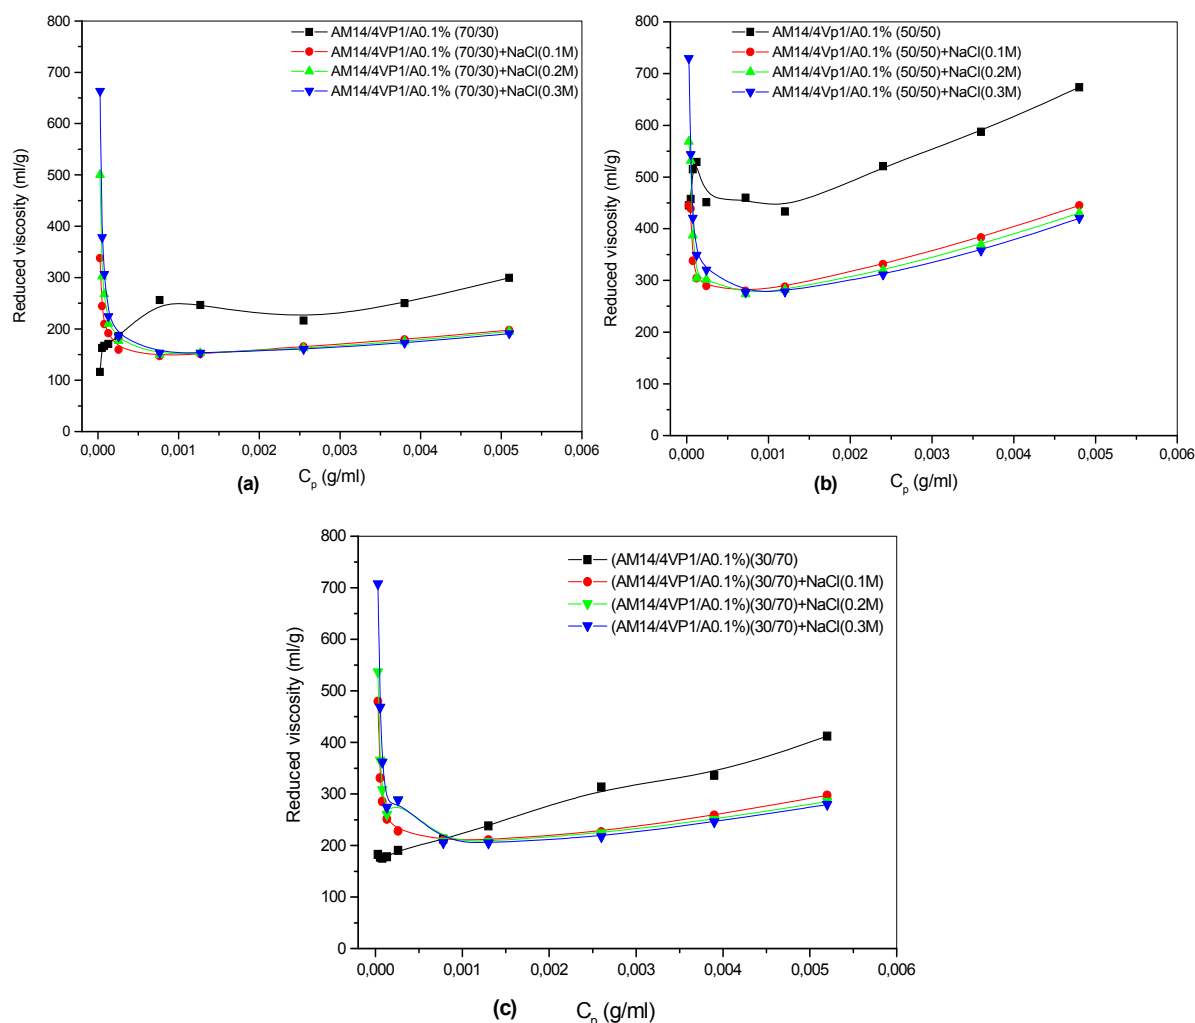 AM14/4VP1/A0.1% (70/30)
AM14/4VP1/A0.1% (70/30)+NaCl(0.1M)
AM14/4VP1/A0.1% (70/30)+NaCl(0.2M)
AM14/4VP1/A0.1% (70/30)+NaCl(0.3M)
Reduced viscosity (ml/g)
800
700
600
500
400
300
200
100
0
0,000 0,001 0,002 0,003 0,004 0,005 0,006
(a) Cp (g/ml)
AM14/4Vp1/A0.1% (50/50)
AM14/4Vp1/A0.1% (50/50)+NaCl(0.1M)
AM14/4Vp1/A0.1% (50/50)+NaCl(0.2M)
AM14/4Vp1/A0.1% (50/50)+NaCl(0.3M)
Reduced viscosity (ml/g)
800
700
600
500
400
300
200
100
0
0,000 0,001 0,002 0,003 0,004 0,005 0,006
(b) Cp (g/ml)
(AM14/4VP1/A0.1%)(30/70)
(AM14/4VP1/A0.1%)(30/70)+NaCl(0.1M)
(AM14/4VP1/A0.1%)(30/70)+NaCl(0.2M)
(AM14/4VP1/A0.1%)(30/70)+NaCl(0.3M)
Reduced viscosity (ml/g)
800
700
600
500
400
300
200
100
0
0,000 0,001 0,002 0,003 0,004 0,005 0,006
(c) Cp (g/ml)